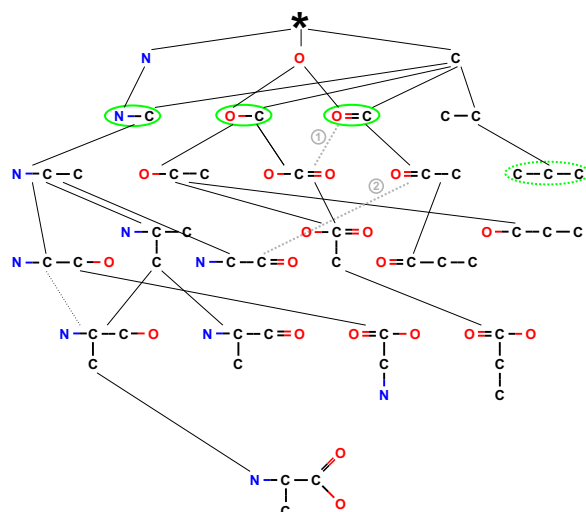 *
N O C
N C O C O C C C
1
N C C O C C O C O O C C C C C
2
N C C O C O O C C C
N C C O C N C C O C O C C C
N C C O N C C O O C O O C O
C C C C
N C
O
N C C
C O